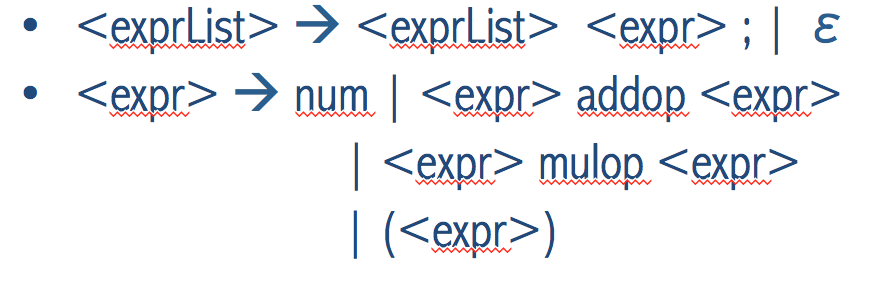 • <exprList> → <exprList> <expr> ; | ε
• <expr> → num | <expr> addop <expr>
| <expr> mulop <expr>
| (<expr>)